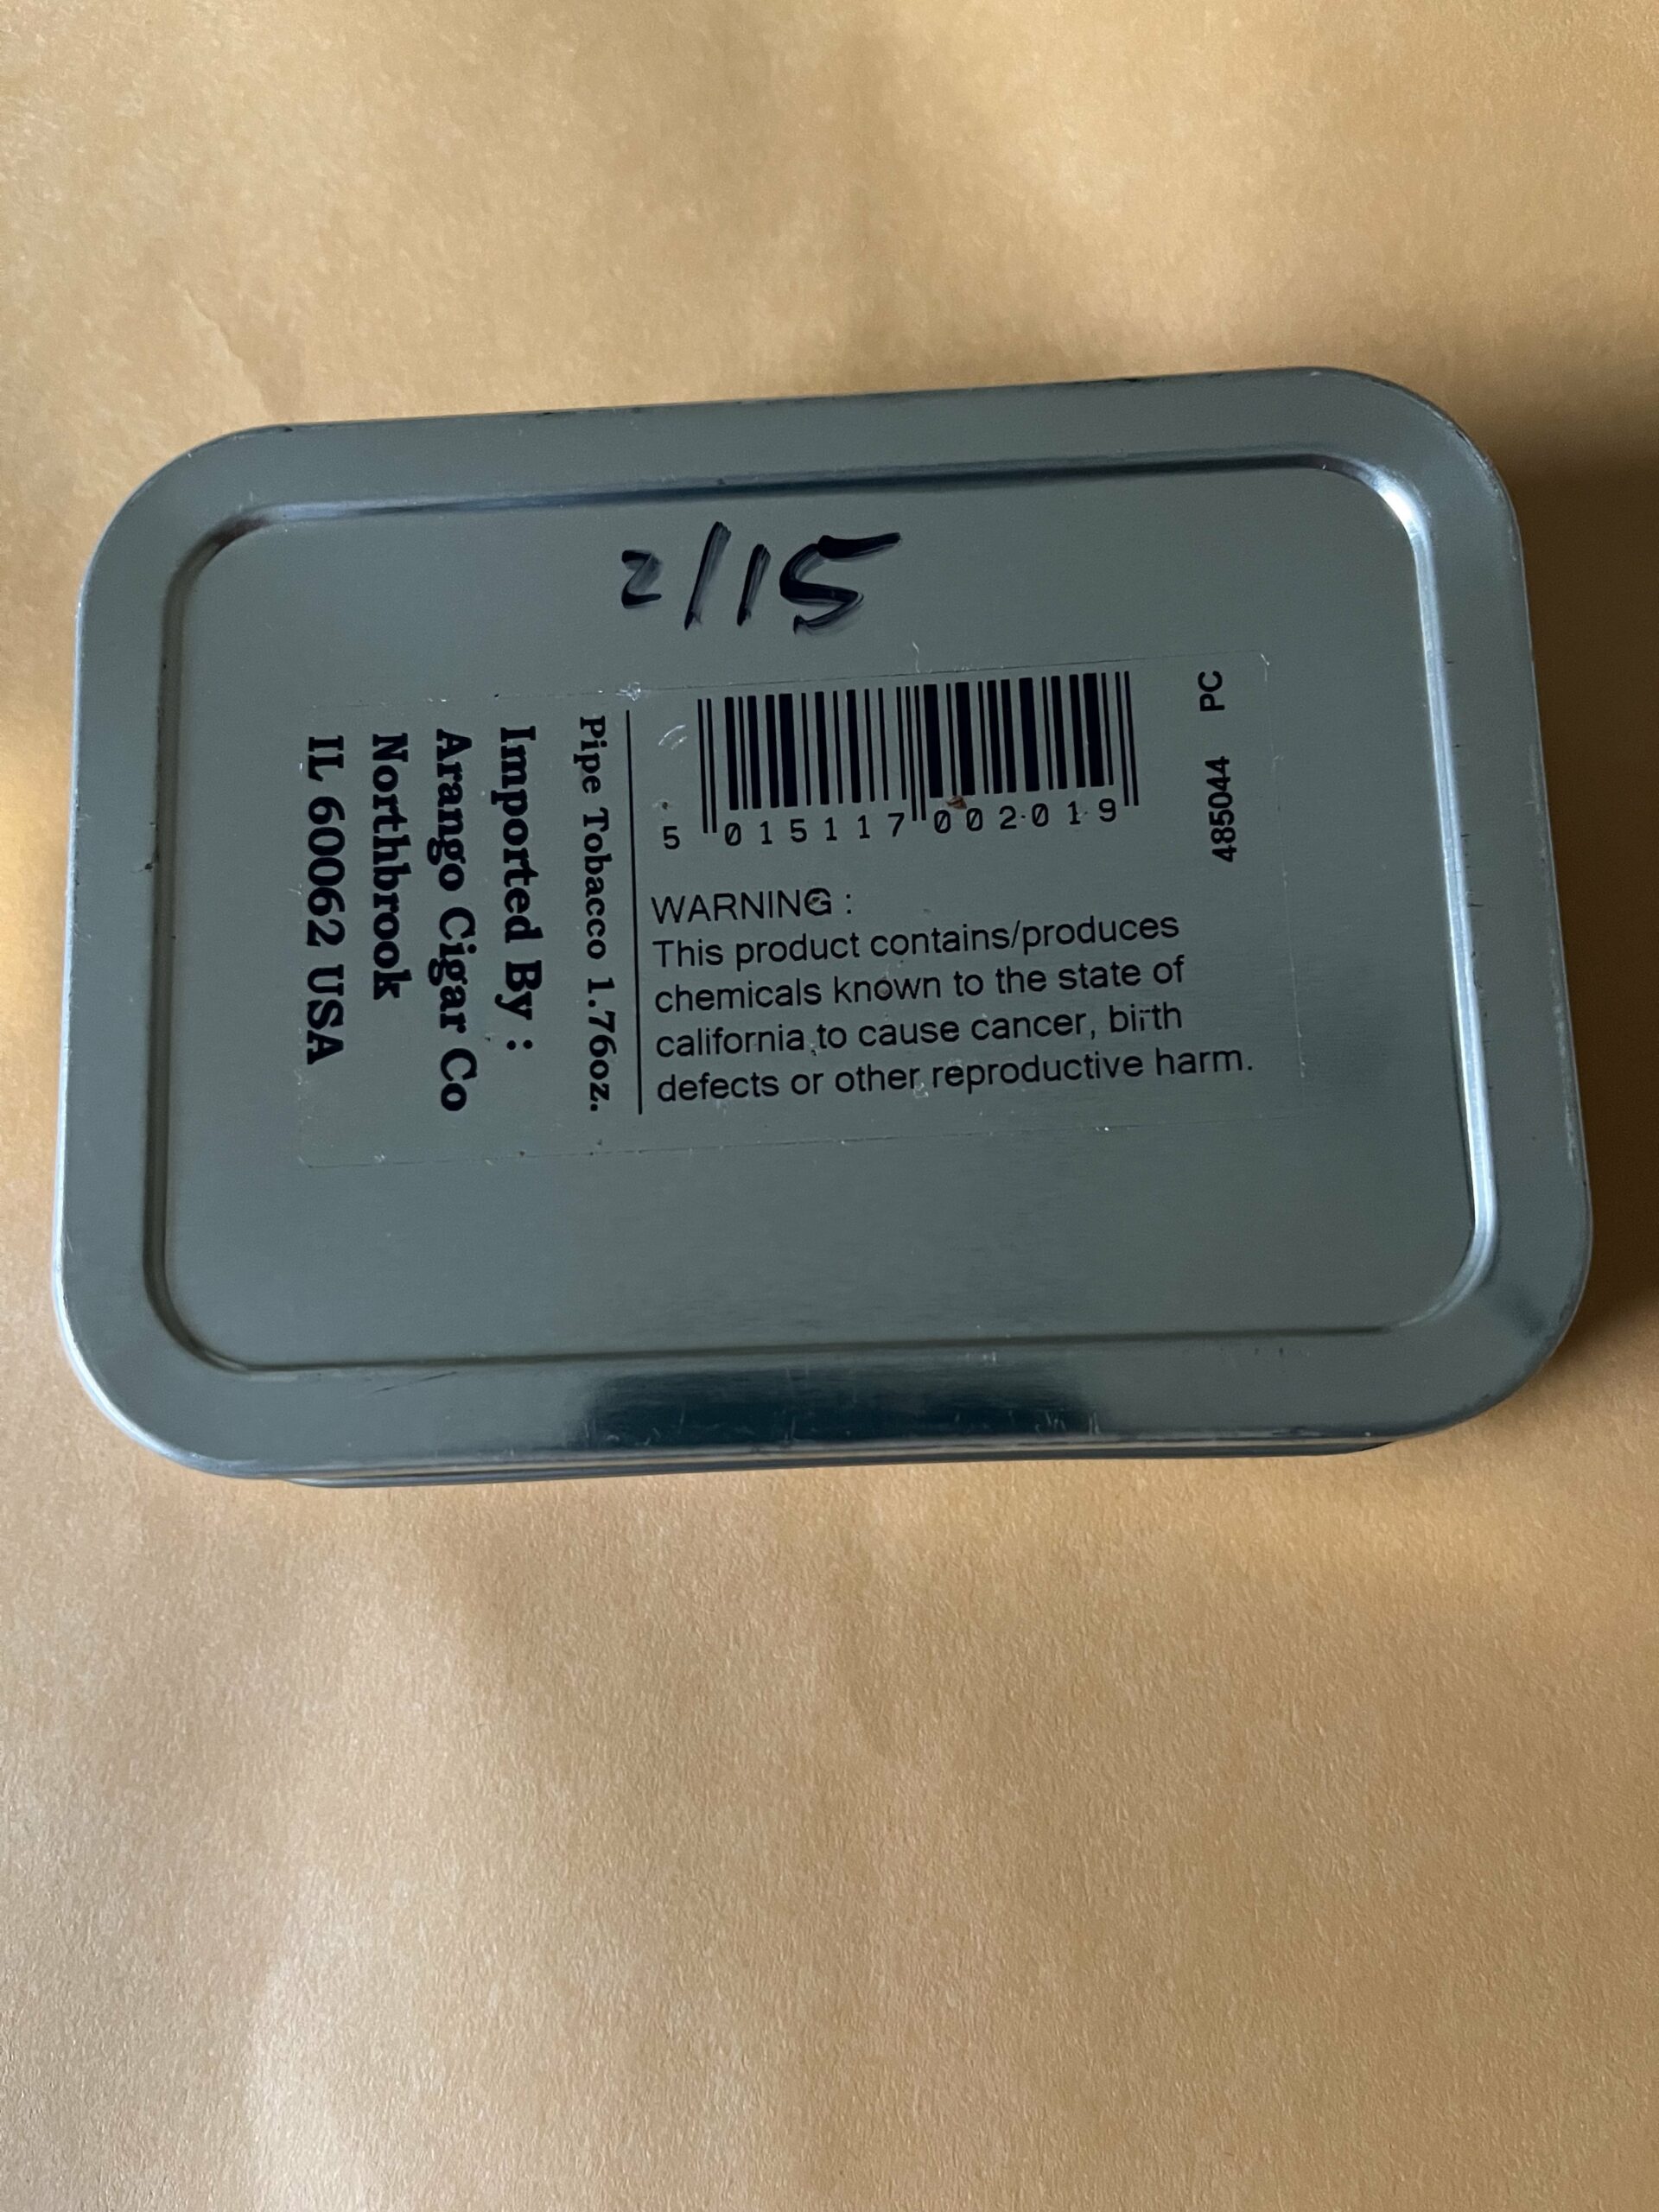 2/15
5 015117 002019
485044 PC
WARNING :
This product contains/produces
chemicals known to the state of
california to cause cancer, birth
defects or other reproductive harm.
Pipe Tobacco 1.76oz.
Imported By :
Arango Cigar Co
Northbrook
IL 60062 USA